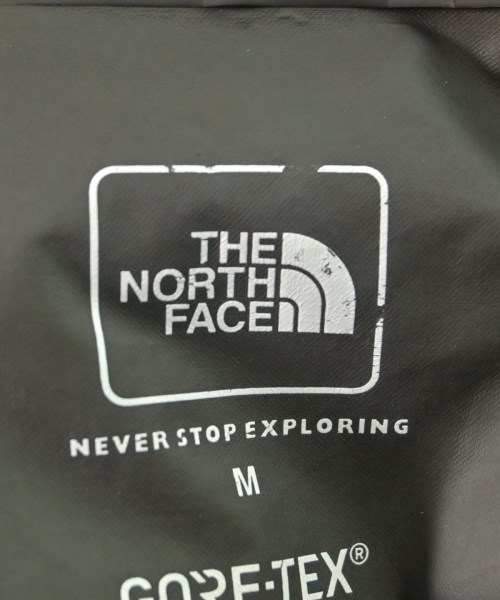 THE
NORTH
FACE
NEVER STOP EXPLORING
M
GORE-TEX®